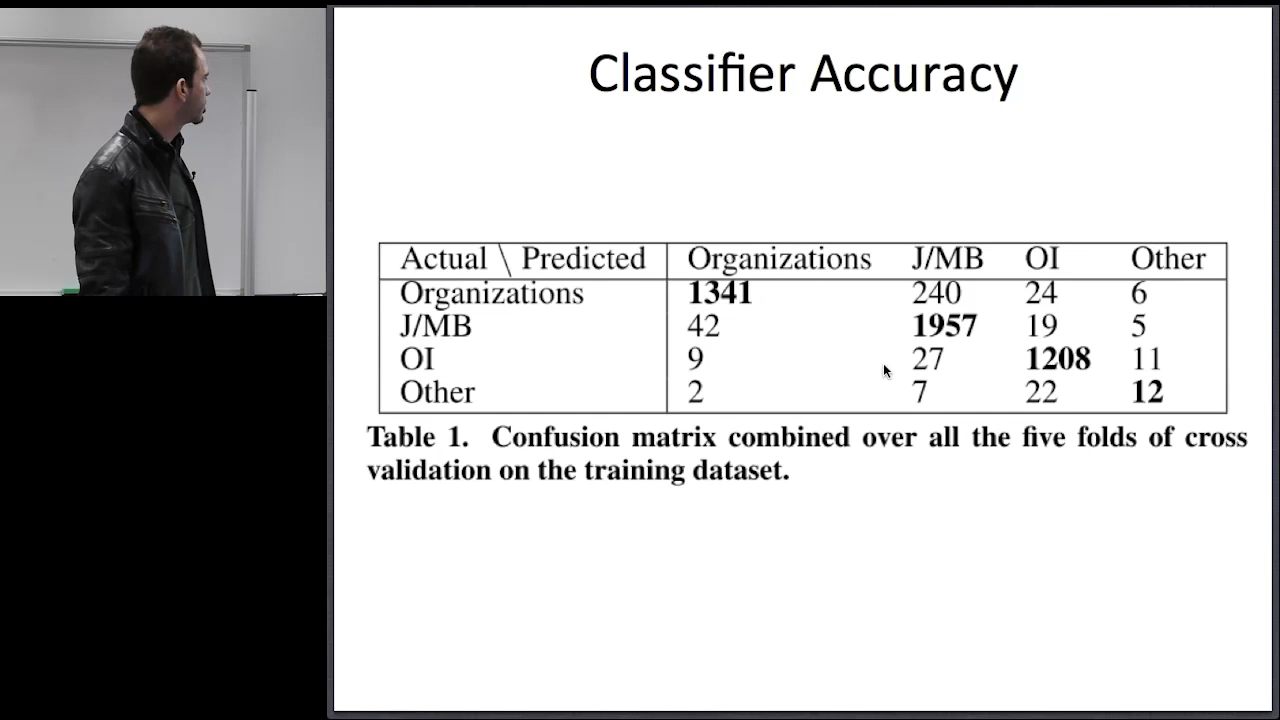 Classifier Accuracy
Actual \ Predicted Organizations J/MB OI Other
Organizations 1341 240 24 6
J/MB 42 1957 19 5
OI 9 27 1208 11
Other 2 7 22 12
Table 1. Confusion matrix combined over all the five folds of cross
validation on the training dataset.